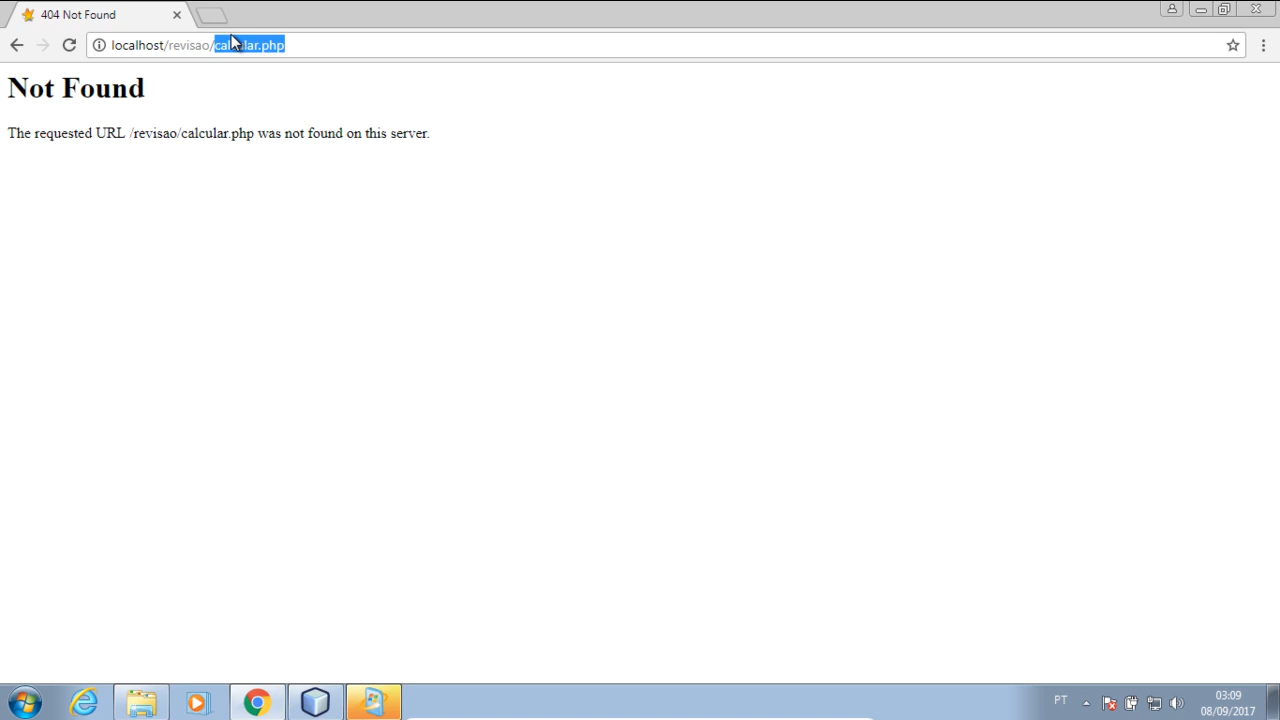 404 Not Found
localhost/revisao/calcular.php
Not Found
The requested URL /revisao/calcular.php was not found on this server.
PT
03:09
08/09/2017